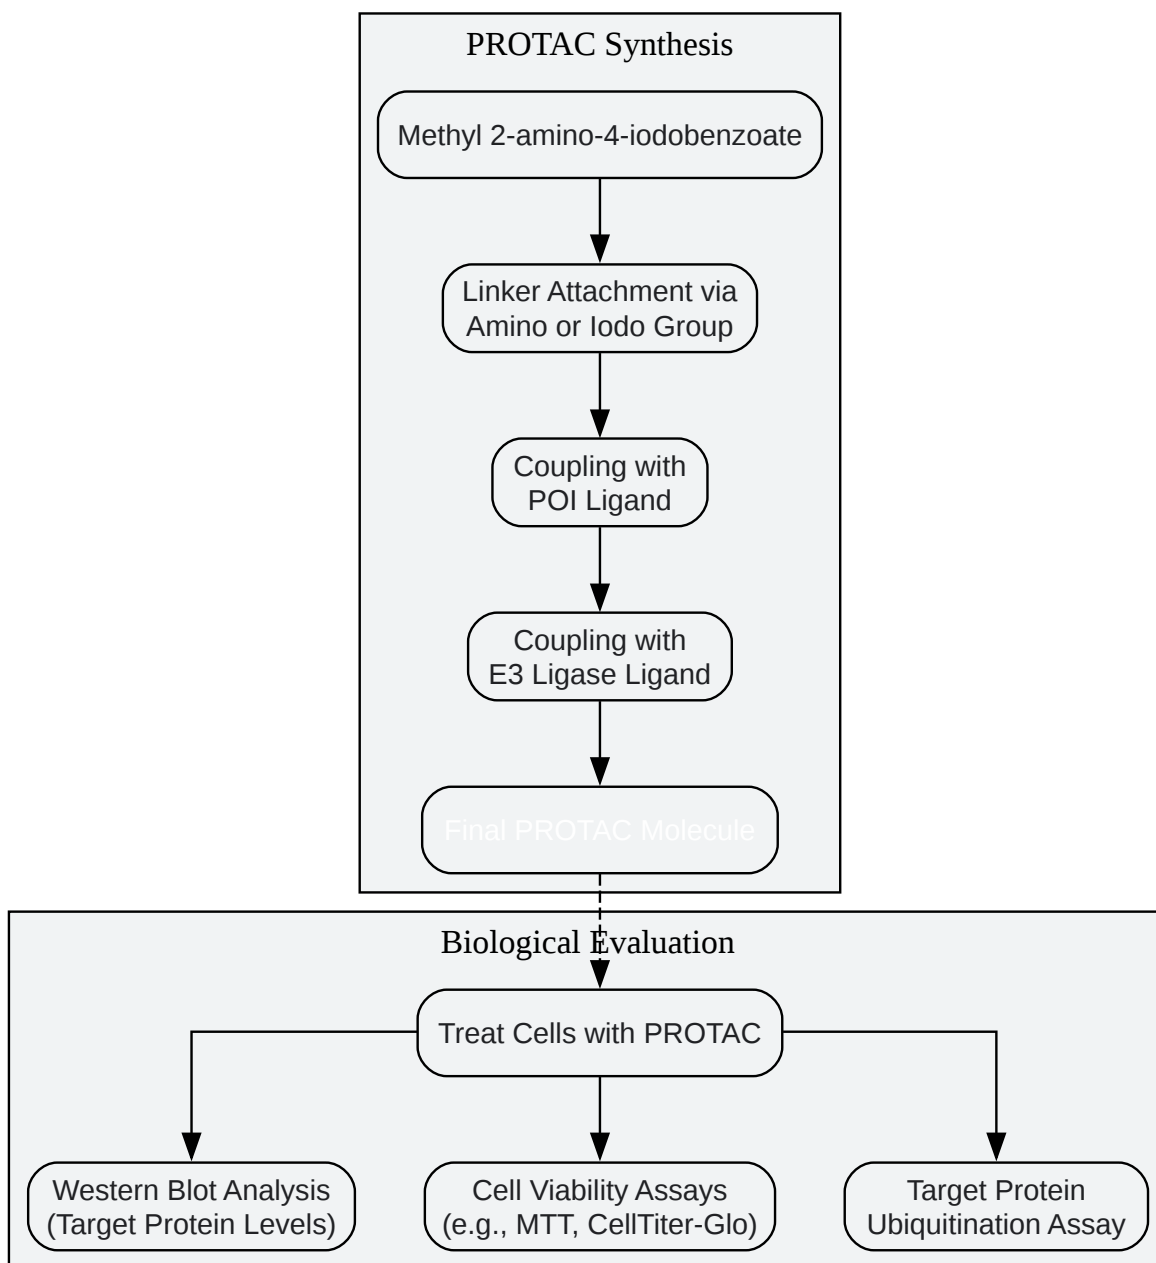 PROTAC Synthesis
Methyl 2-amino-4-iodobenzoate
Linker Attachment via
Amino or Iodo Group
Coupling with
POI Ligand
Coupling with
E3 Ligase Ligand
Final PROTAC Molecule
Biological Evaluation
Treat Cells with PROTAC
Western Blot Analysis
(Target Protein Levels)
Cell Viability Assays
(e.g., MTT, CellTiter-Glo)
Target Protein
Ubiquitination Assay